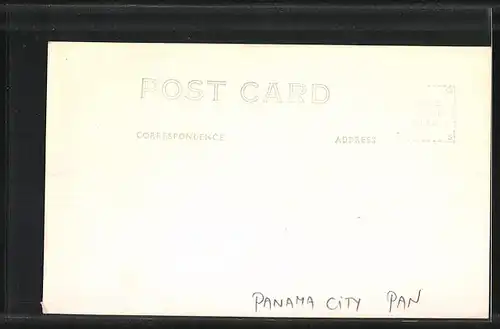 POST CARD
CORRESPONDENCE ADDRESS
PANAMA CITY PAN